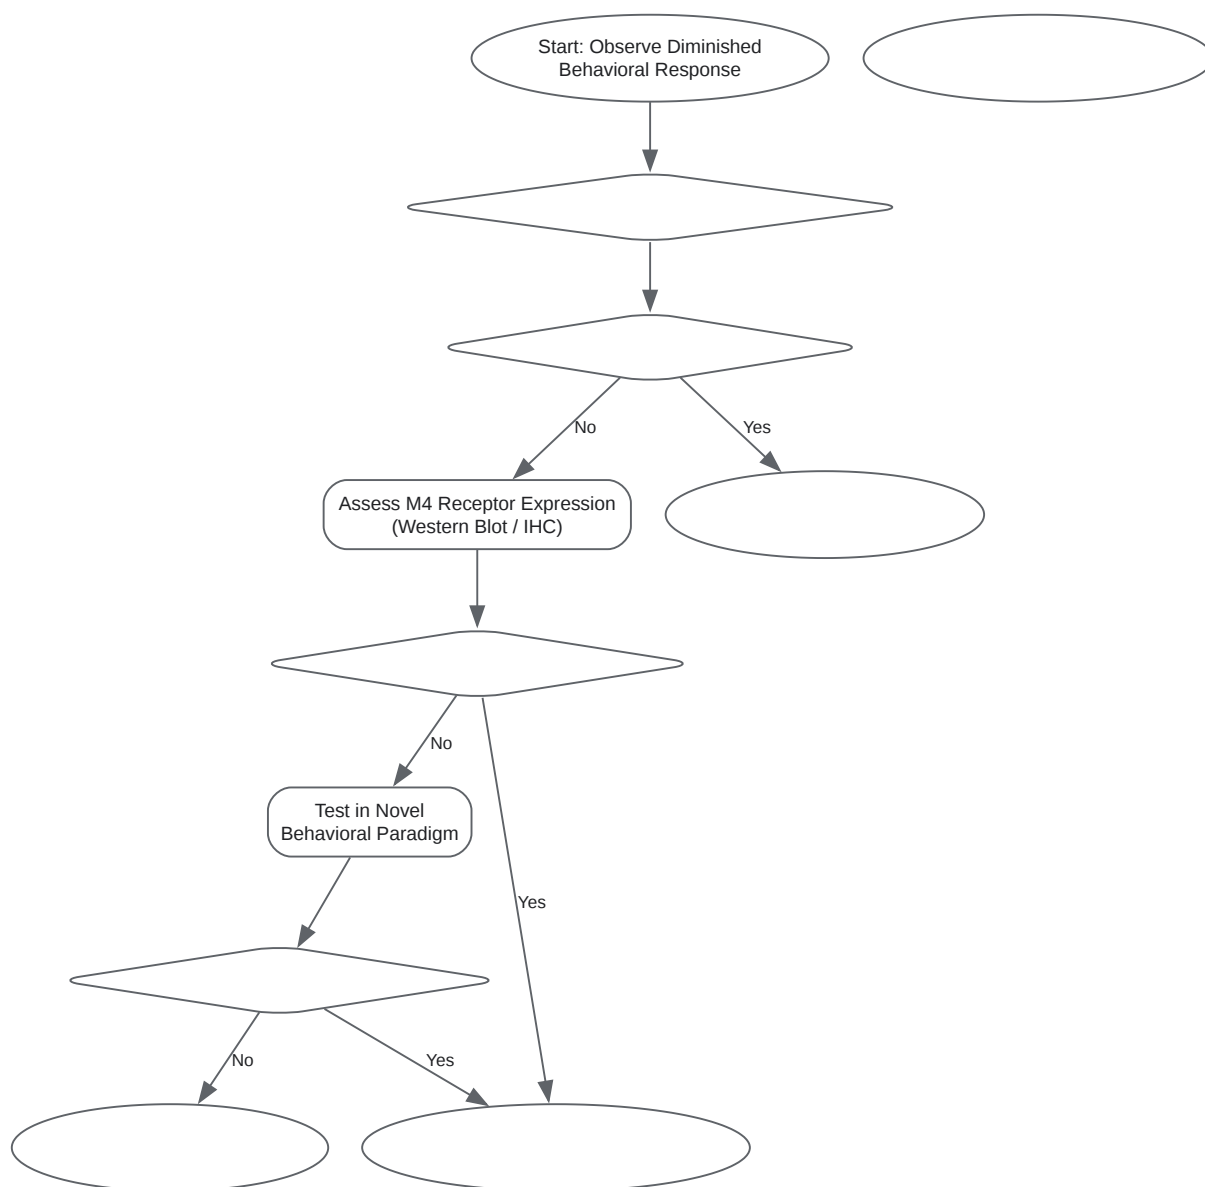 Start: Observe Diminished
Behavioral Response
No
Yes
Assess M4 Receptor Expression
(Western Blot / IHC)
No
Test in Novel
Behavioral Paradigm
Yes
No
Yes